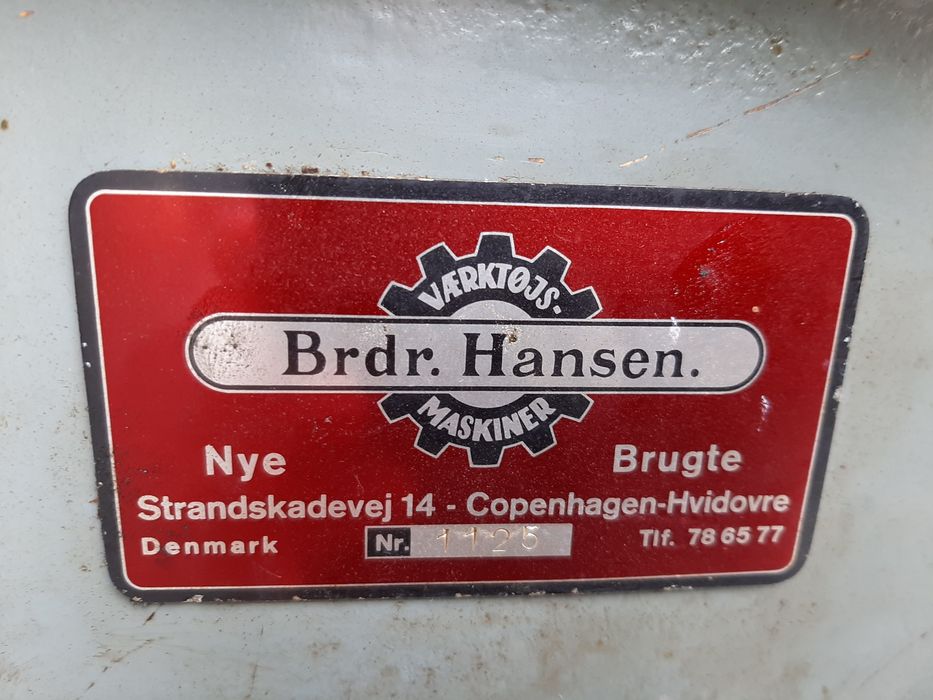 VÆRKTØJS-
Brdr. Hansen.
MASKINER
Nye Brugte
Strandskadevej 14 - Copenhagen-Hvidovre
Denmark Nr. 1125 Tlf. 78 65 77